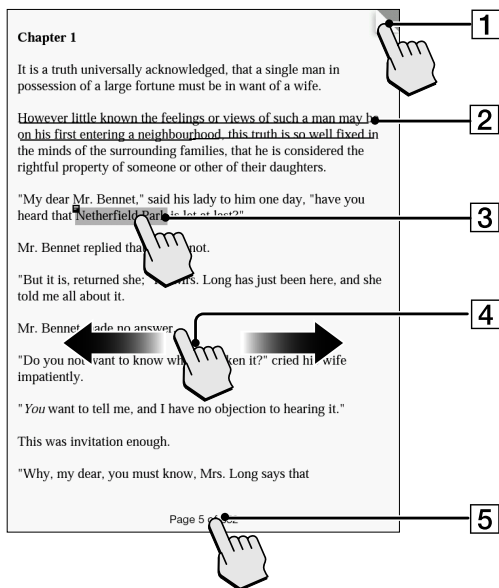 1
Chapter 1
It is a truth universally acknowledged, that a single man in
possession of a large fortune must be in want of a wife.
However little known the feelings or views of such a man may be
2
on his first entering a neighbourhood, this truth is so well fixed in
the minds of the surrounding families, that he is considered the
rightful property of someone or other of their daughters.
"My dear Mr. Bennet," said his lady to him one day, "have you
heard that Netherfield Park is let at last?"
3
Mr. Bennet replied that not.
"But it is, returned she; " Mrs. Long has just been here, and she
told me all about it.
4
Mr. Bennet made no answer
"Do you not want to know it?" cried his wife
impatiently.
"You want to tell me, and I have no objection to hearing it."
This was invitation enough.
"Why, my dear, you must know, Mrs. Long says that
Page 5 of
5